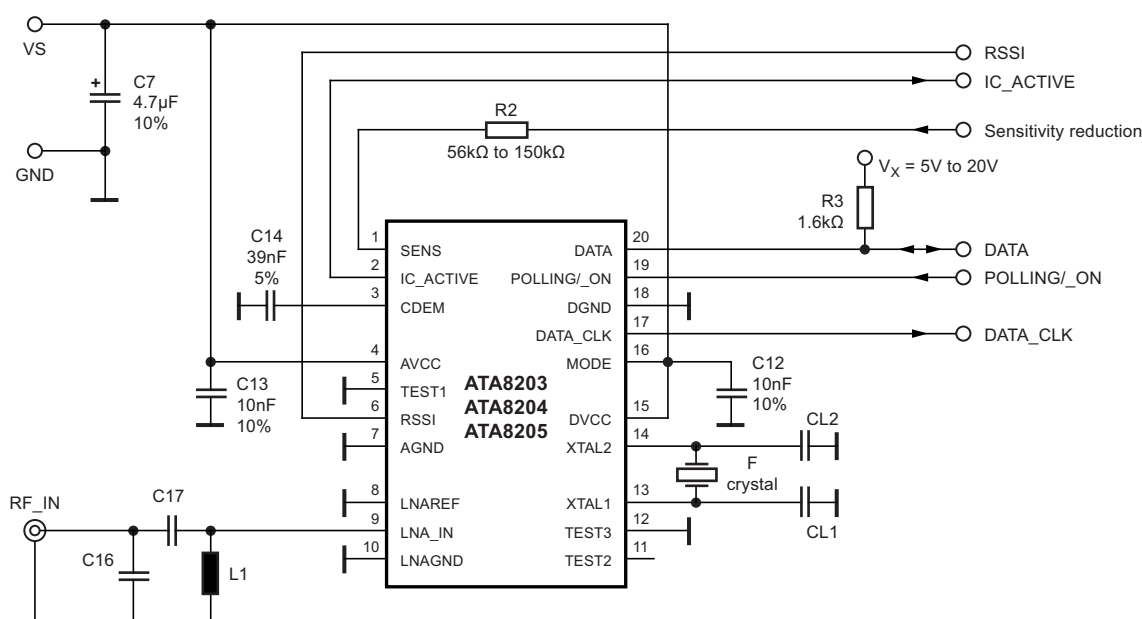 VS
C7
4.7µF
10%
GND
RSSI
IC_ACTIVE
R2
56kΩ to 150kΩ
Sensitivity reduction
VX = 5V to 20V
R3
1.6kΩ
C14
39nF
5%
1 SENS
2 IC_ACTIVE
3 CDEM
4 AVCC
5 TEST1
6 RSSI
7 AGND
8 LNAREF
9 LNA_IN
10 LNAGND
ATA8203
ATA8204
ATA8205
DATA 20
POLLING/_ON 19
DGND 18
DATA_CLK 17
MODE 16
DVCC 15
XTAL2 14
XTAL1 13
TEST3 12
TEST2 11
DATA
POLLING/_ON
DATA_CLK
C13
10nF
10%
C12
10nF
10%
CL2
F
crystal
CL1
RF_IN
C17
C16
L1